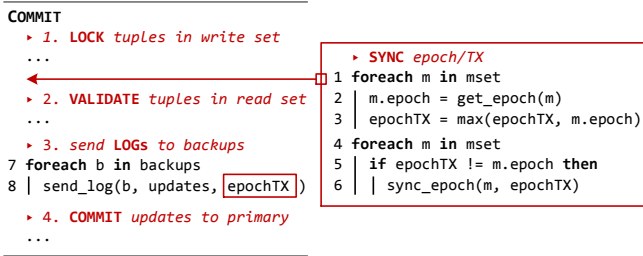 COMMIT
‣ 1. LOCK tuples in write set
...
‣ 2. VALIDATE tuples in read set
...
‣ 3. send LOGs to backups
7 foreach b in backups
8 | send_log(b, updates, epochTX )
‣ 4. COMMIT updates to primary
...
‣ SYNC epoch/TX
1 foreach m in mset
2 | m.epoch = get_epoch(m)
3 | epochTX = max(epochTX, m.epoch)
4 foreach m in mset
5 | if epochTX != m.epoch then
6 | | sync_epoch(m, epochTX)